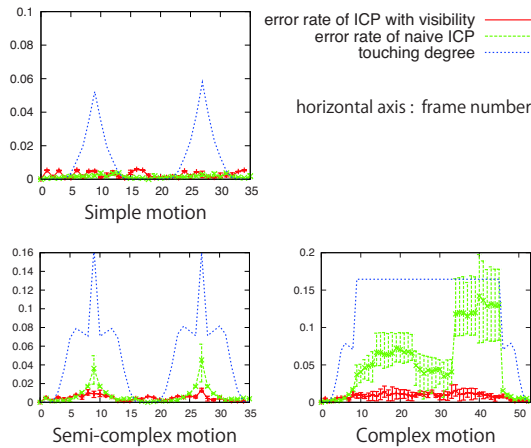 error rate of ICP with visibility
error rate of naive ICP
touching degree
horizontal axis : frame number
0.1
0.08
0.06
0.04
0.02
0
0 5 10 15 20 25 30 35
Simple motion
0.16
0.14
0.12
0.1
0.08
0.06
0.04
0.02
0
0 5 10 15 20 25 30 35
Semi-complex motion
0.2
0.15
0.1
0.05
0
0 10 20 30 40 50
Complex motion